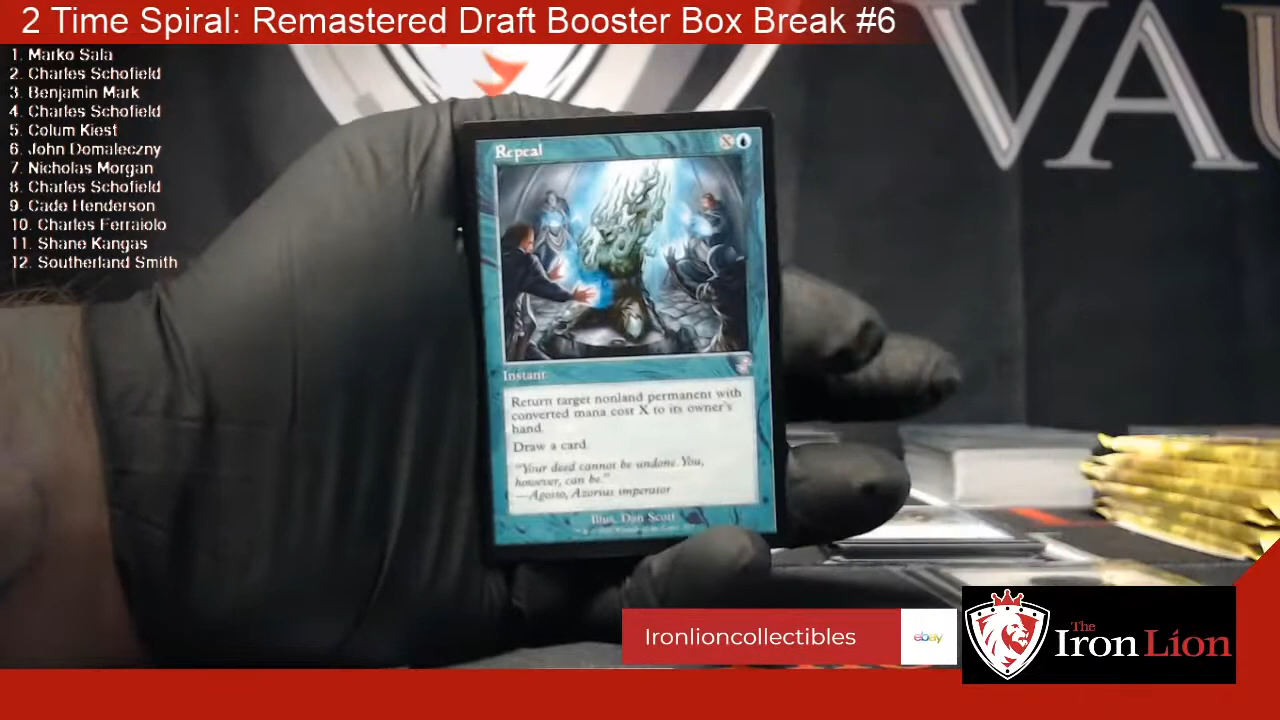 2 Time Spiral: Remastered Draft Booster Box Break #6
1. Marko Sala
2. Charles Schofield
3. Benjamin Mark
4. Charles Schofield
5. Colum Kiest
6. John Domaleczny
7. Nicholas Morgan
8. Charles Schofield
9. Cade Henderson
10. Charles Ferraiolo
11. Shane Kangas
12. Southerland Smith
VAU
Repeal
X
Instant
Return target nonland permanent with
converted mana cost X to its owner's
hand.
Draw a card.
"Your deed cannot be undone. You,
however, can be."
—Agosto, Azorius imperator
Illus. Dan Scott
Ironlioncollectibles
ebay
The
Iron Lion